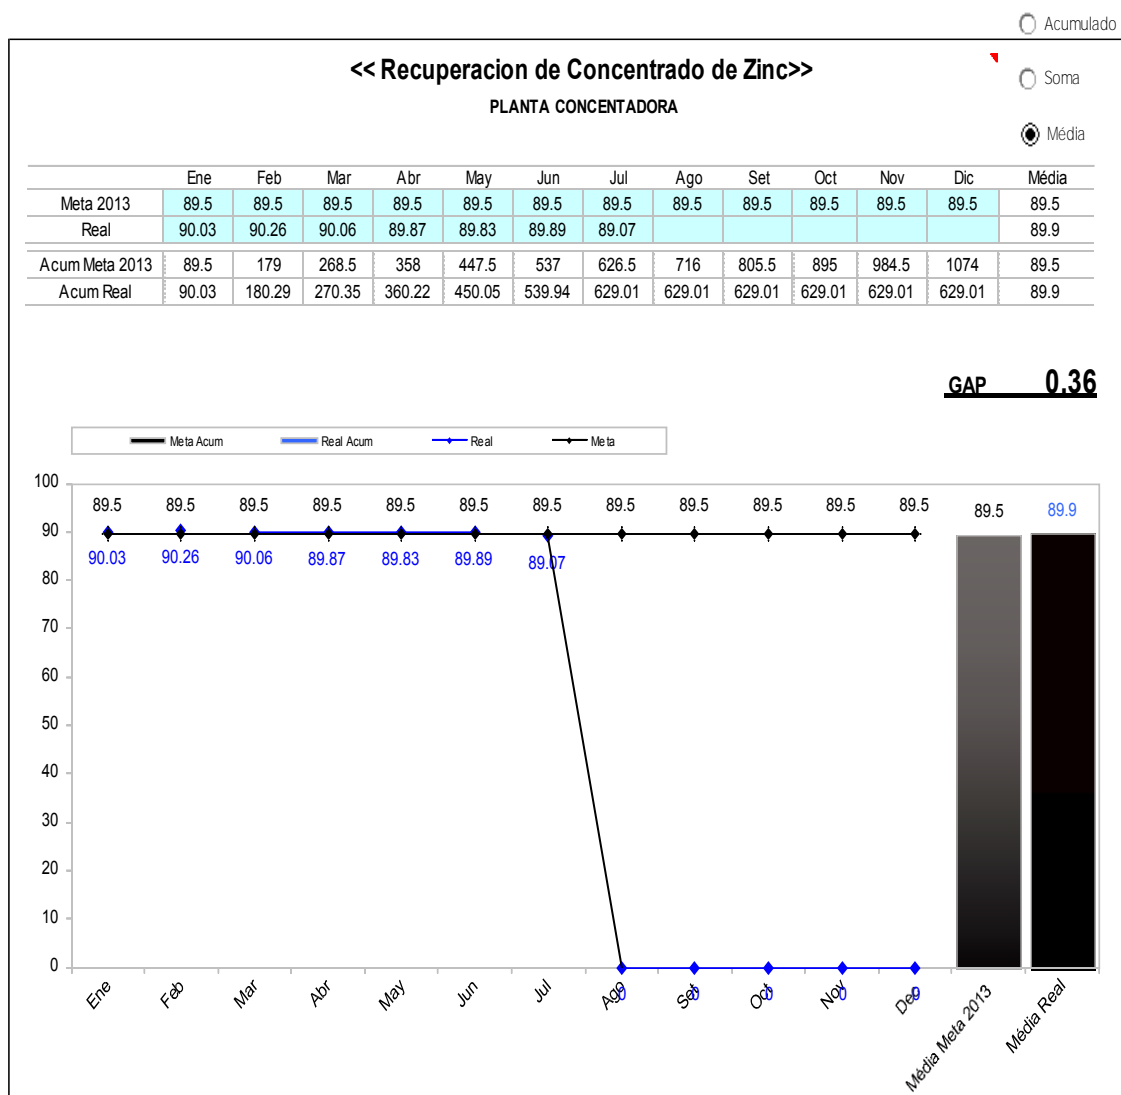 Acumulado
<< Recuperacion de Concentrado de Zinc>>
Soma
PLANTA CONCENTADORA
Média
Ene Feb Mar Abr May Jun Jul Ago Set Oct Nov Dic Média
Meta 2013 89.5 89.5 89.5 89.5 89.5 89.5 89.5 89.5 89.5 89.5 89.5 89.5 89.5
Real 90.03 90.26 90.06 89.87 89.83 89.89 89.07 89.9
Acum Meta 2013 89.5 179 268.5 358 447.5 537 626.5 716 805.5 895 984.5 1074 89.5
Acum Real 90.03 180.29 270.35 360.22 450.05 539.94 629.01 629.01 629.01 629.01 629.01 629.01 89.9
GAP 0.36
Meta Acum Real Acum Real Meta
100
89.5 89.5 89.5 89.5 89.5 89.5 89.5 89.5 89.5 89.5 89.5 89.5 89.5 89.9
90
90.03 90.26 90.06 89.87 89.83 89.89 89.07
80
70
60
50
40
30
20
10
0
0 0 0 0 0
Ene Feb Mar Abr May Jun Jul Ago Set Oct Nov Dec Média Meta 2013 Média Real